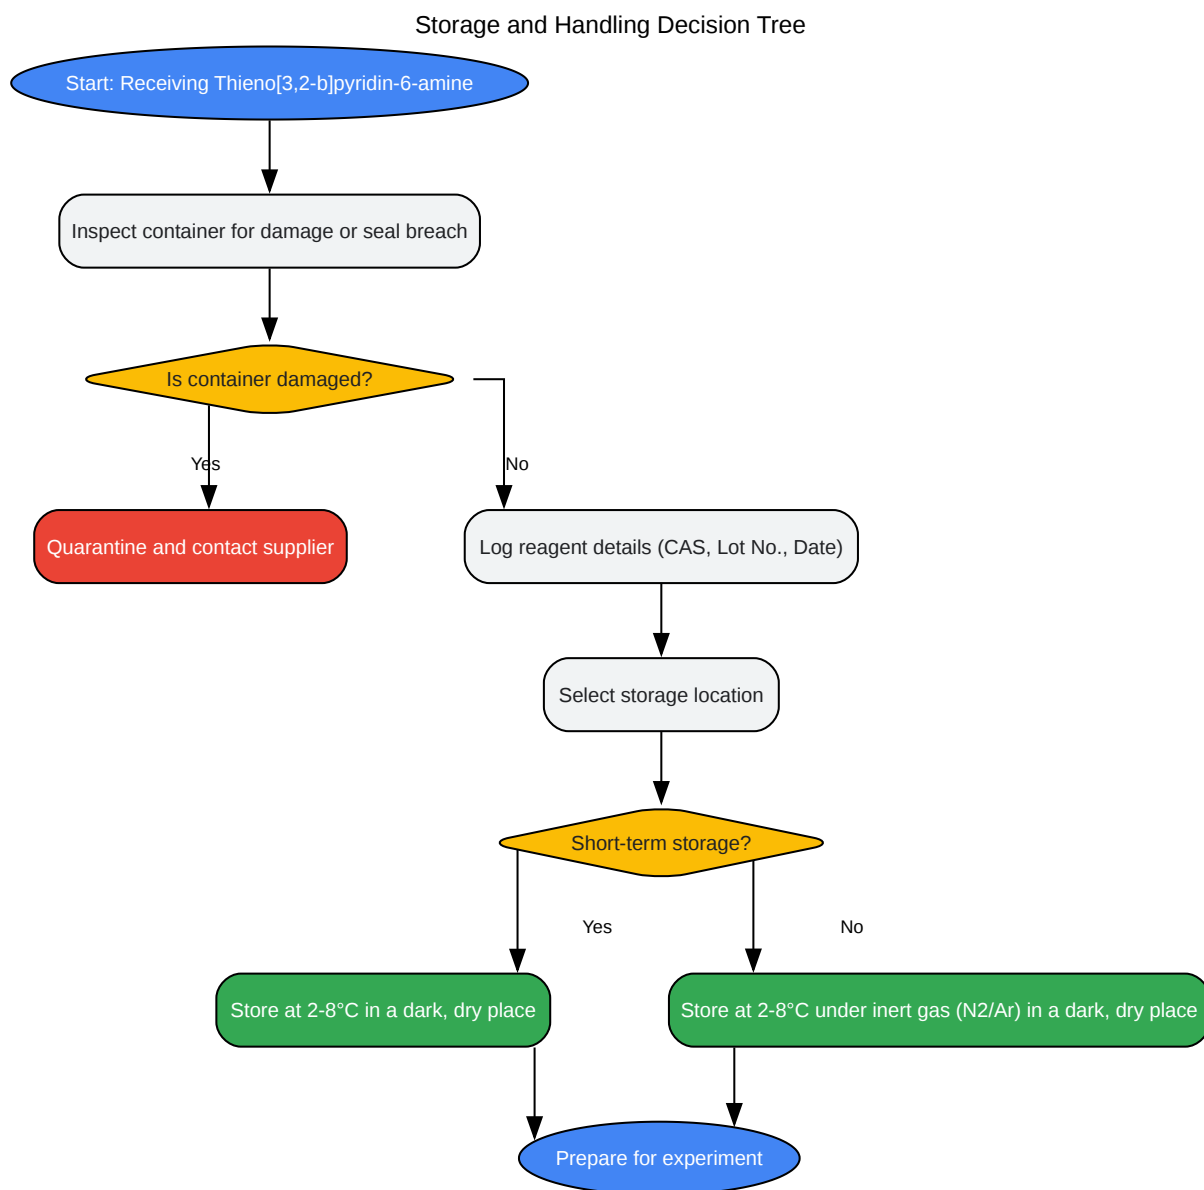 Storage and Handling Decision Tree
Start: Receiving Thieno[3,2-b]pyridin-6-amine
Inspect container for damage or seal breach
Is container damaged?
Yes
No
Quarantine and contact supplier
Log reagent details (CAS, Lot No., Date)
Select storage location
Short-term storage?
Yes
No
Store at 2-8°C in a dark, dry place
Store at 2-8°C under inert gas (N2/Ar) in a dark, dry place
Prepare for experiment